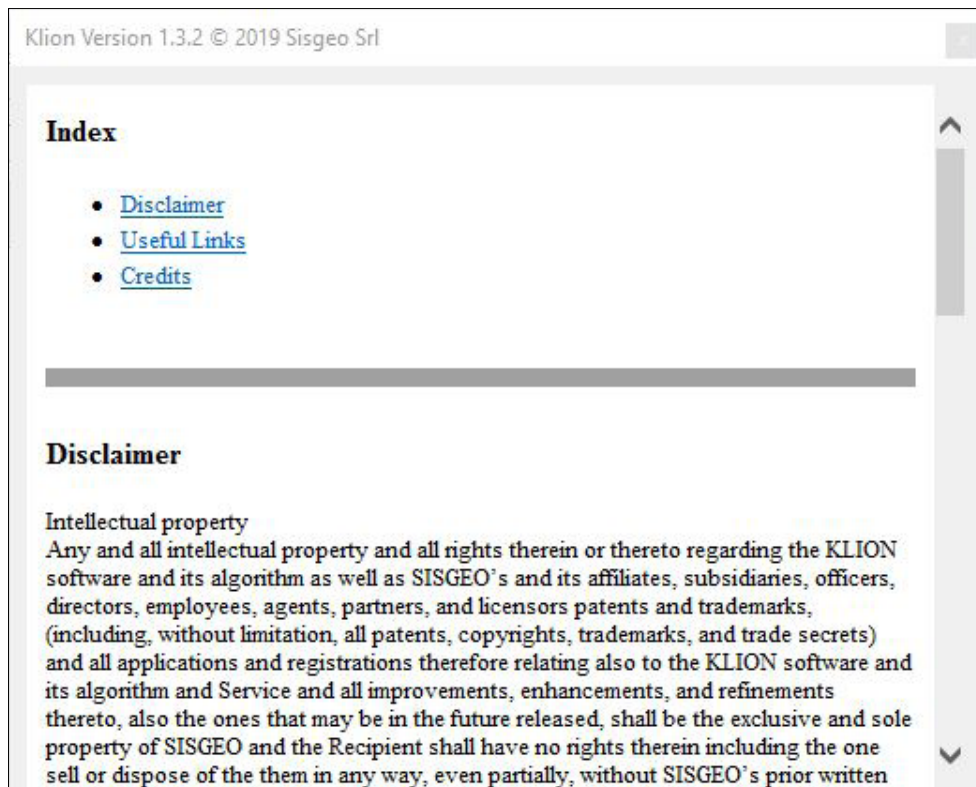 Klion Version 1.3.2 © 2019 Sisgeo Srl
Index
Disclaimer
Useful Links
Credits
Disclaimer
Intellectual property
Any and all intellectual property and all rights therein or thereto regarding the KLION
software and its algorithm as well as SISGEO’s and its affiliates, subsidiaries, officers,
directors, employees, agents, partners, and licensors patents and trademarks,
(including, without limitation, all patents, copyrights, trademarks, and trade secrets)
and all applications and registrations therefore relating also to the KLION software and
its algorithm and Service and all improvements, enhancements, and refinements
thereto, also the ones that may be in the future released, shall be the exclusive and sole
property of SISGEO and the Recipient shall have no rights therein including the one
sell or dispose of the them in any way, even partially, without SISGEO’s prior written